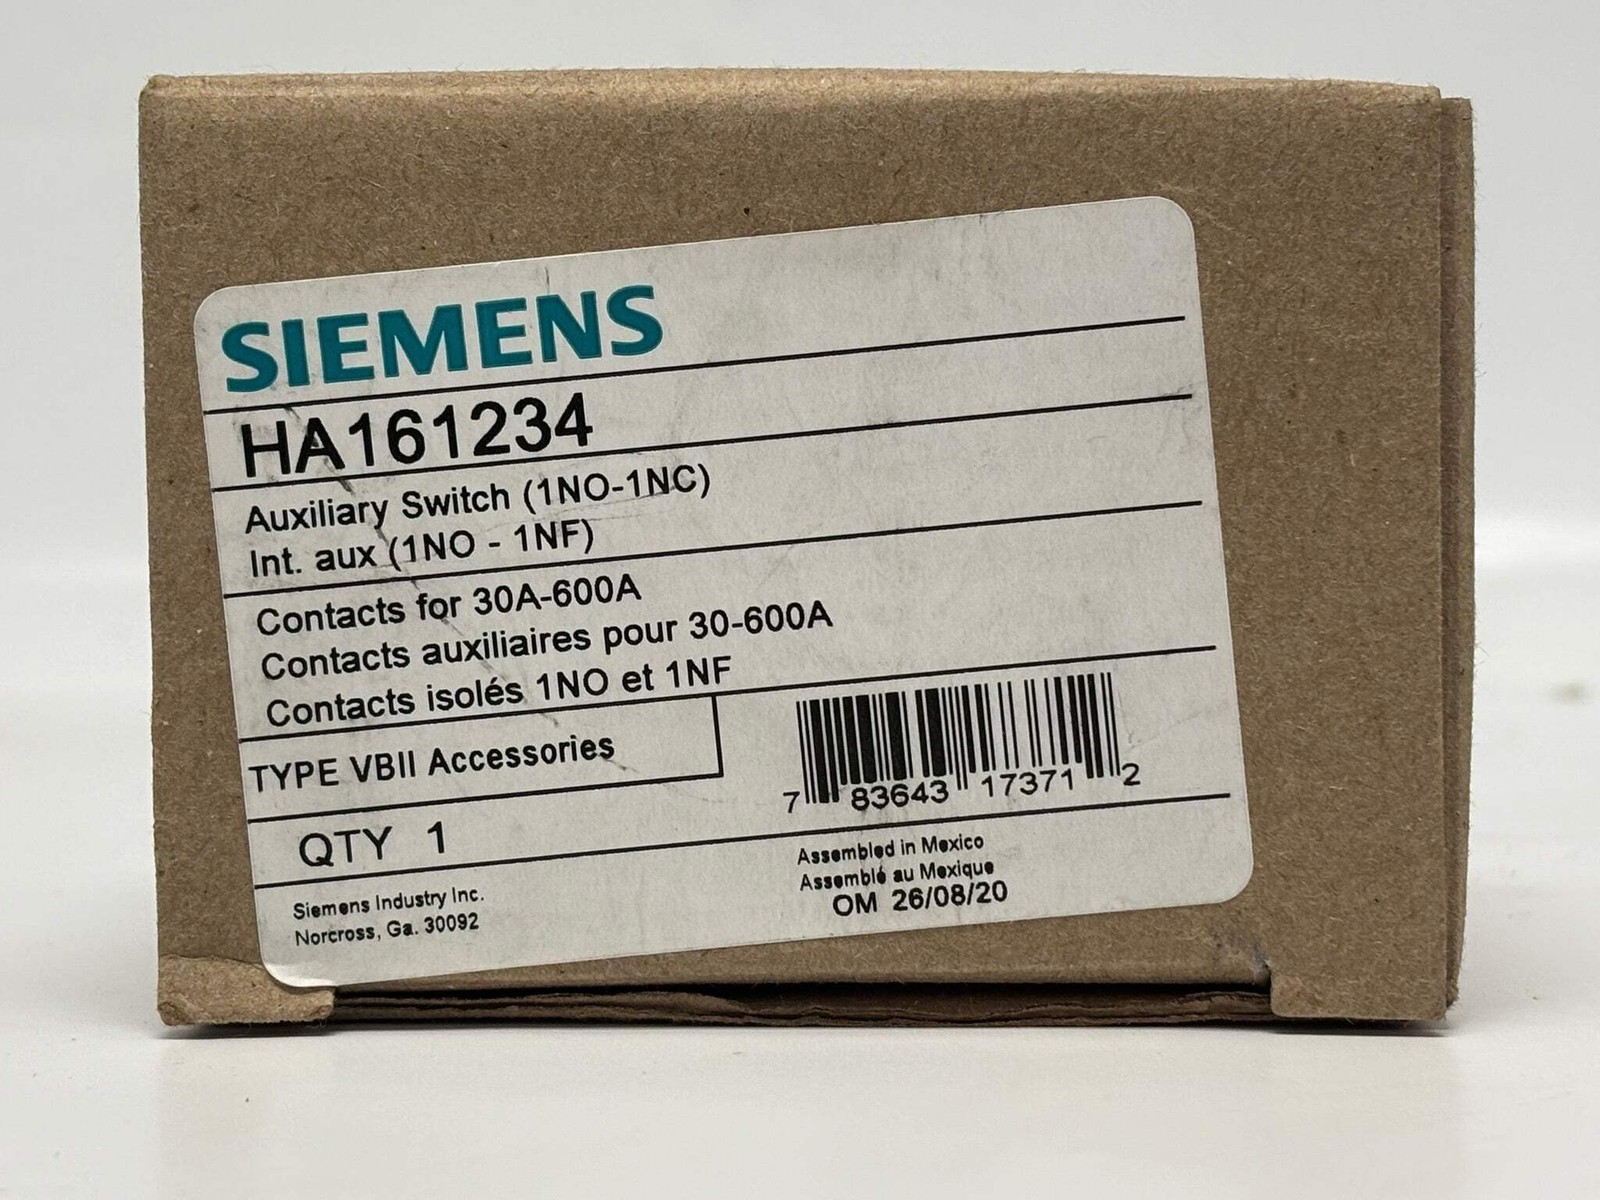 SIEMENS
HA161234
Auxiliary Switch (1NO-1NC)
Int. aux (1NO - 1NF)
Contacts for 30A-600A
Contacts auxiliaires pour 30-600A
Contacts isolés 1NO et 1NF
TYPE VBII Accessories
7 83643 17371 2
QTY 1
Siemens Industry Inc.
Norcross, Ga. 30092
Assembled in Mexico
Assemblé au Mexique
OM 26/08/20